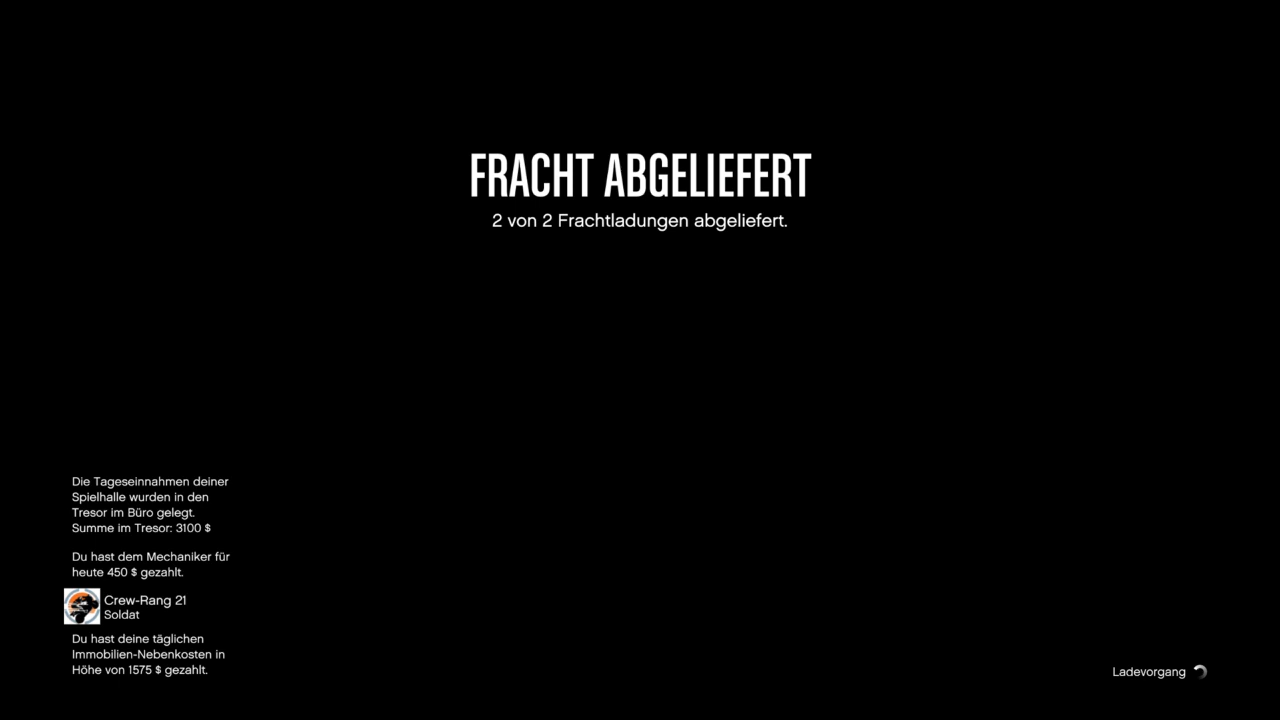 FRACHT ABGELIEFERT
2 von 2 Frachtladungen abgeliefert.
Die Tageseinnahmen deiner
Spielhalle wurden in den
Tresor im Büro gelegt.
Summe im Tresor: 3100 $
Du hast dem Mechaniker für
heute 450 $ gezahlt.
Crew-Rang 21
Soldat
Du hast deine täglichen
Immobilien-Nebenkosten in
Höhe von 1575 $ gezahlt.
Ladevorgang